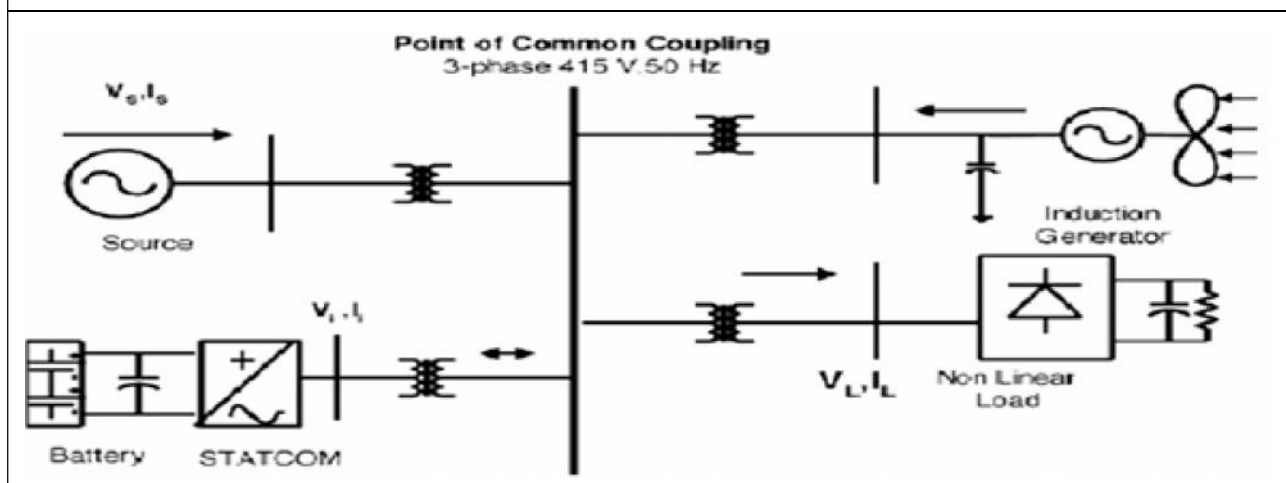 Point of Common Coupling
3-phase 415 V.50 Hz
Vs,Is
Source
Induction
Generator
Vi,Ii
Battery
STATCOM
VL,IL
Non Linear
Load